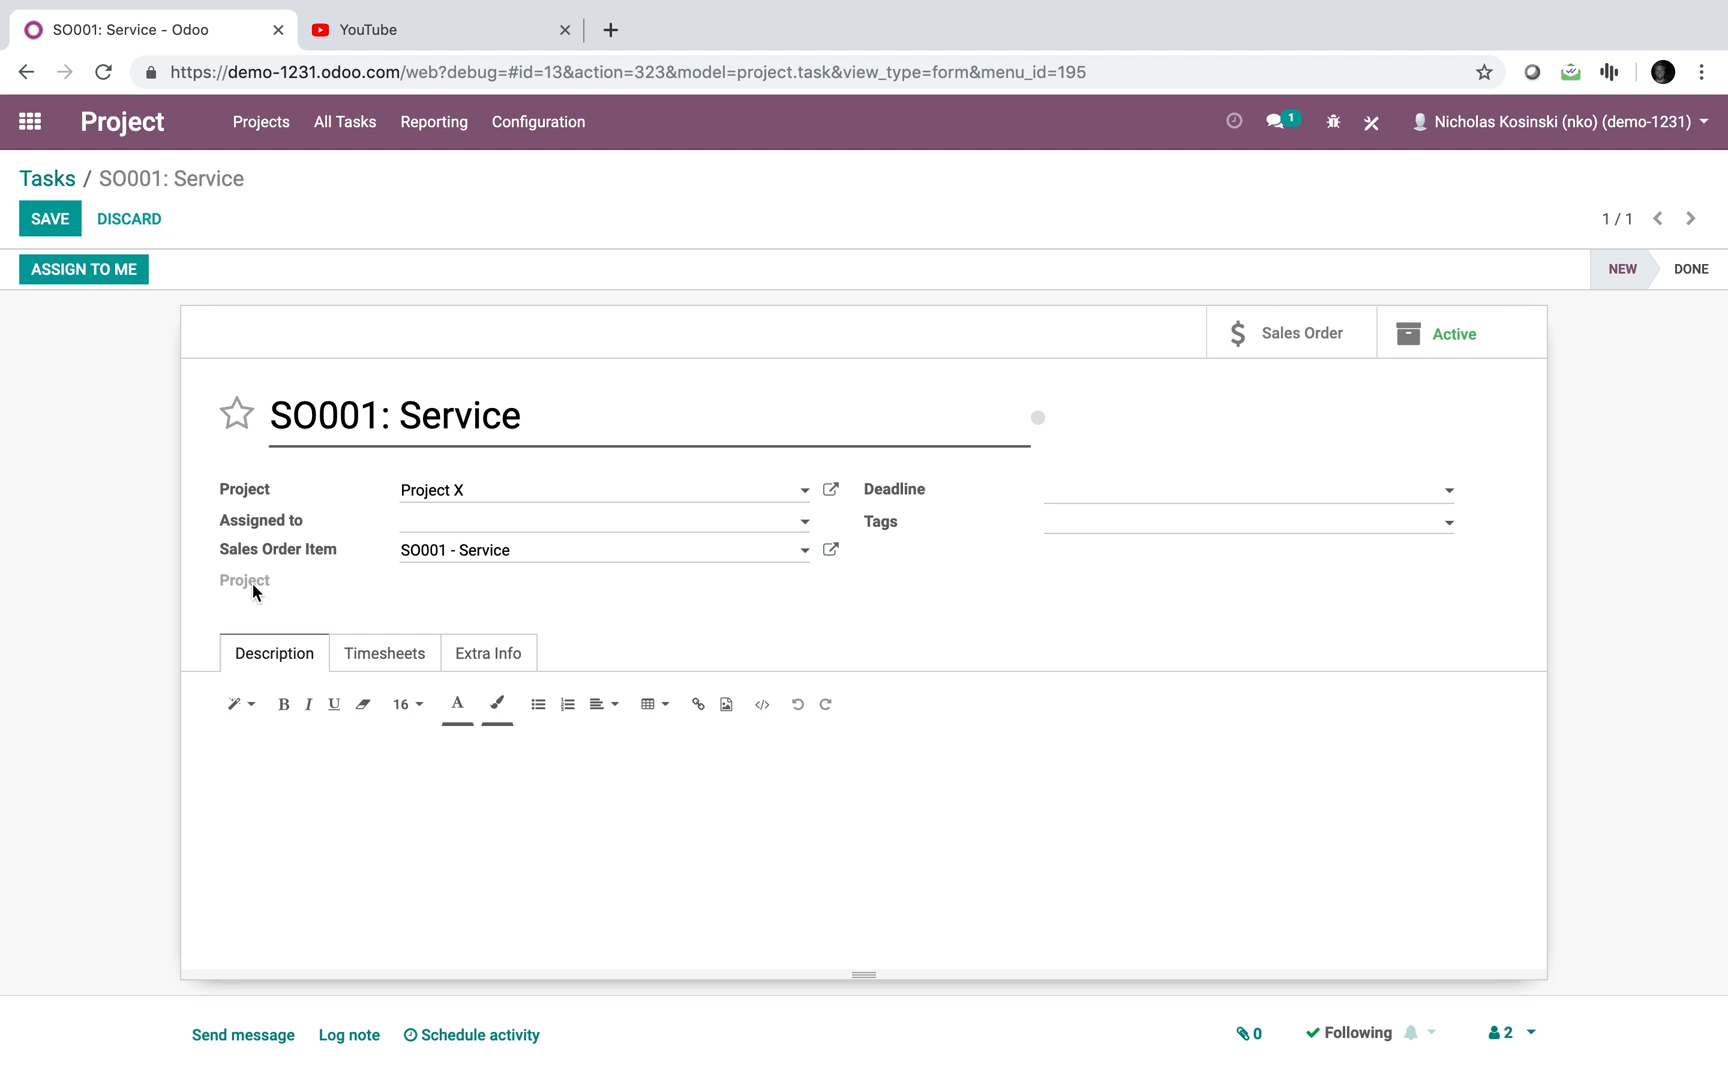 SO001: Service - Odoo
YouTube
https://demo-1231.odoo.com/web?debug=#id=13&action=323&model=project.task&view_type=form&menu_id=195
Project Projects All Tasks Reporting Configuration 1 Nicholas Kosinski (nko) (demo-1231)
Tasks / SO001: Service
SAVE DISCARD 1 / 1
ASSIGN TO ME NEW DONE
$ Sales Order Active
SO001: Service
Project Project X Deadline
Assigned to Tags
Sales Order Item SO001 - Service
Project
Description Timesheets Extra Info
B I U 16 A </>
Send message Log note Schedule activity 0 Following 2